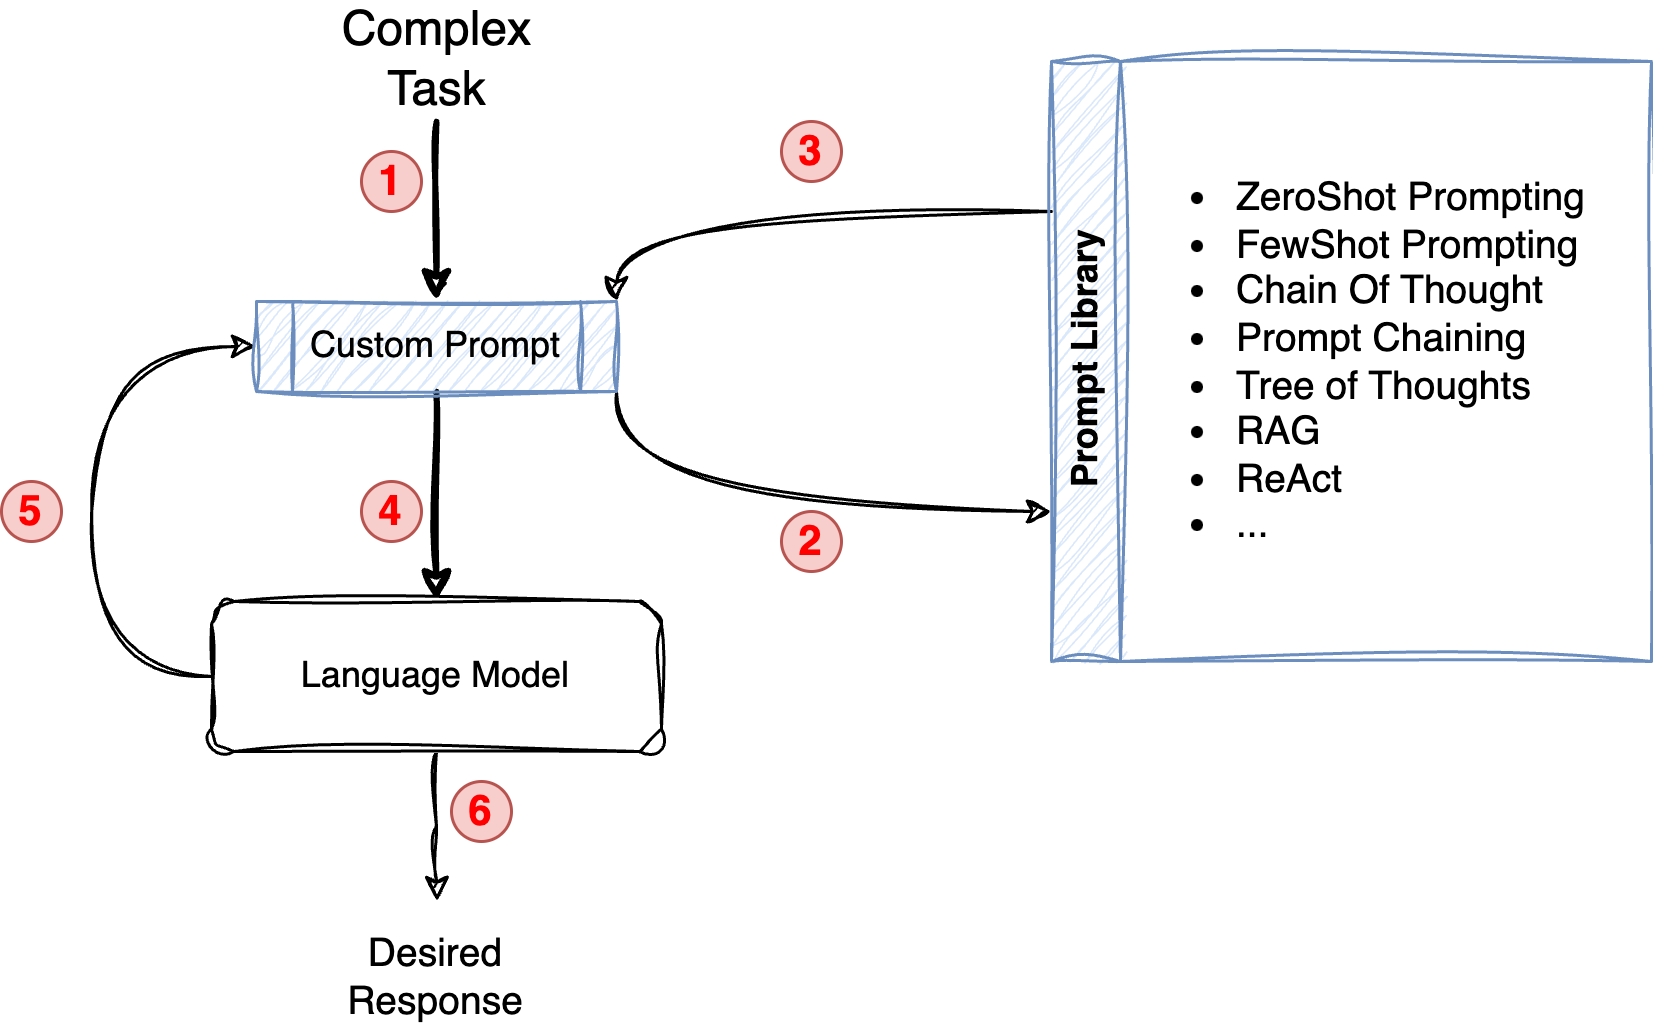 Complex
Task
1
3
Custom Prompt
5
4
2
Language Model
6
Desired
Response
Prompt Library
• ZeroShot Prompting
• FewShot Prompting
• Chain Of Thought
• Prompt Chaining
• Tree of Thoughts
• RAG
• ReAct
• ...